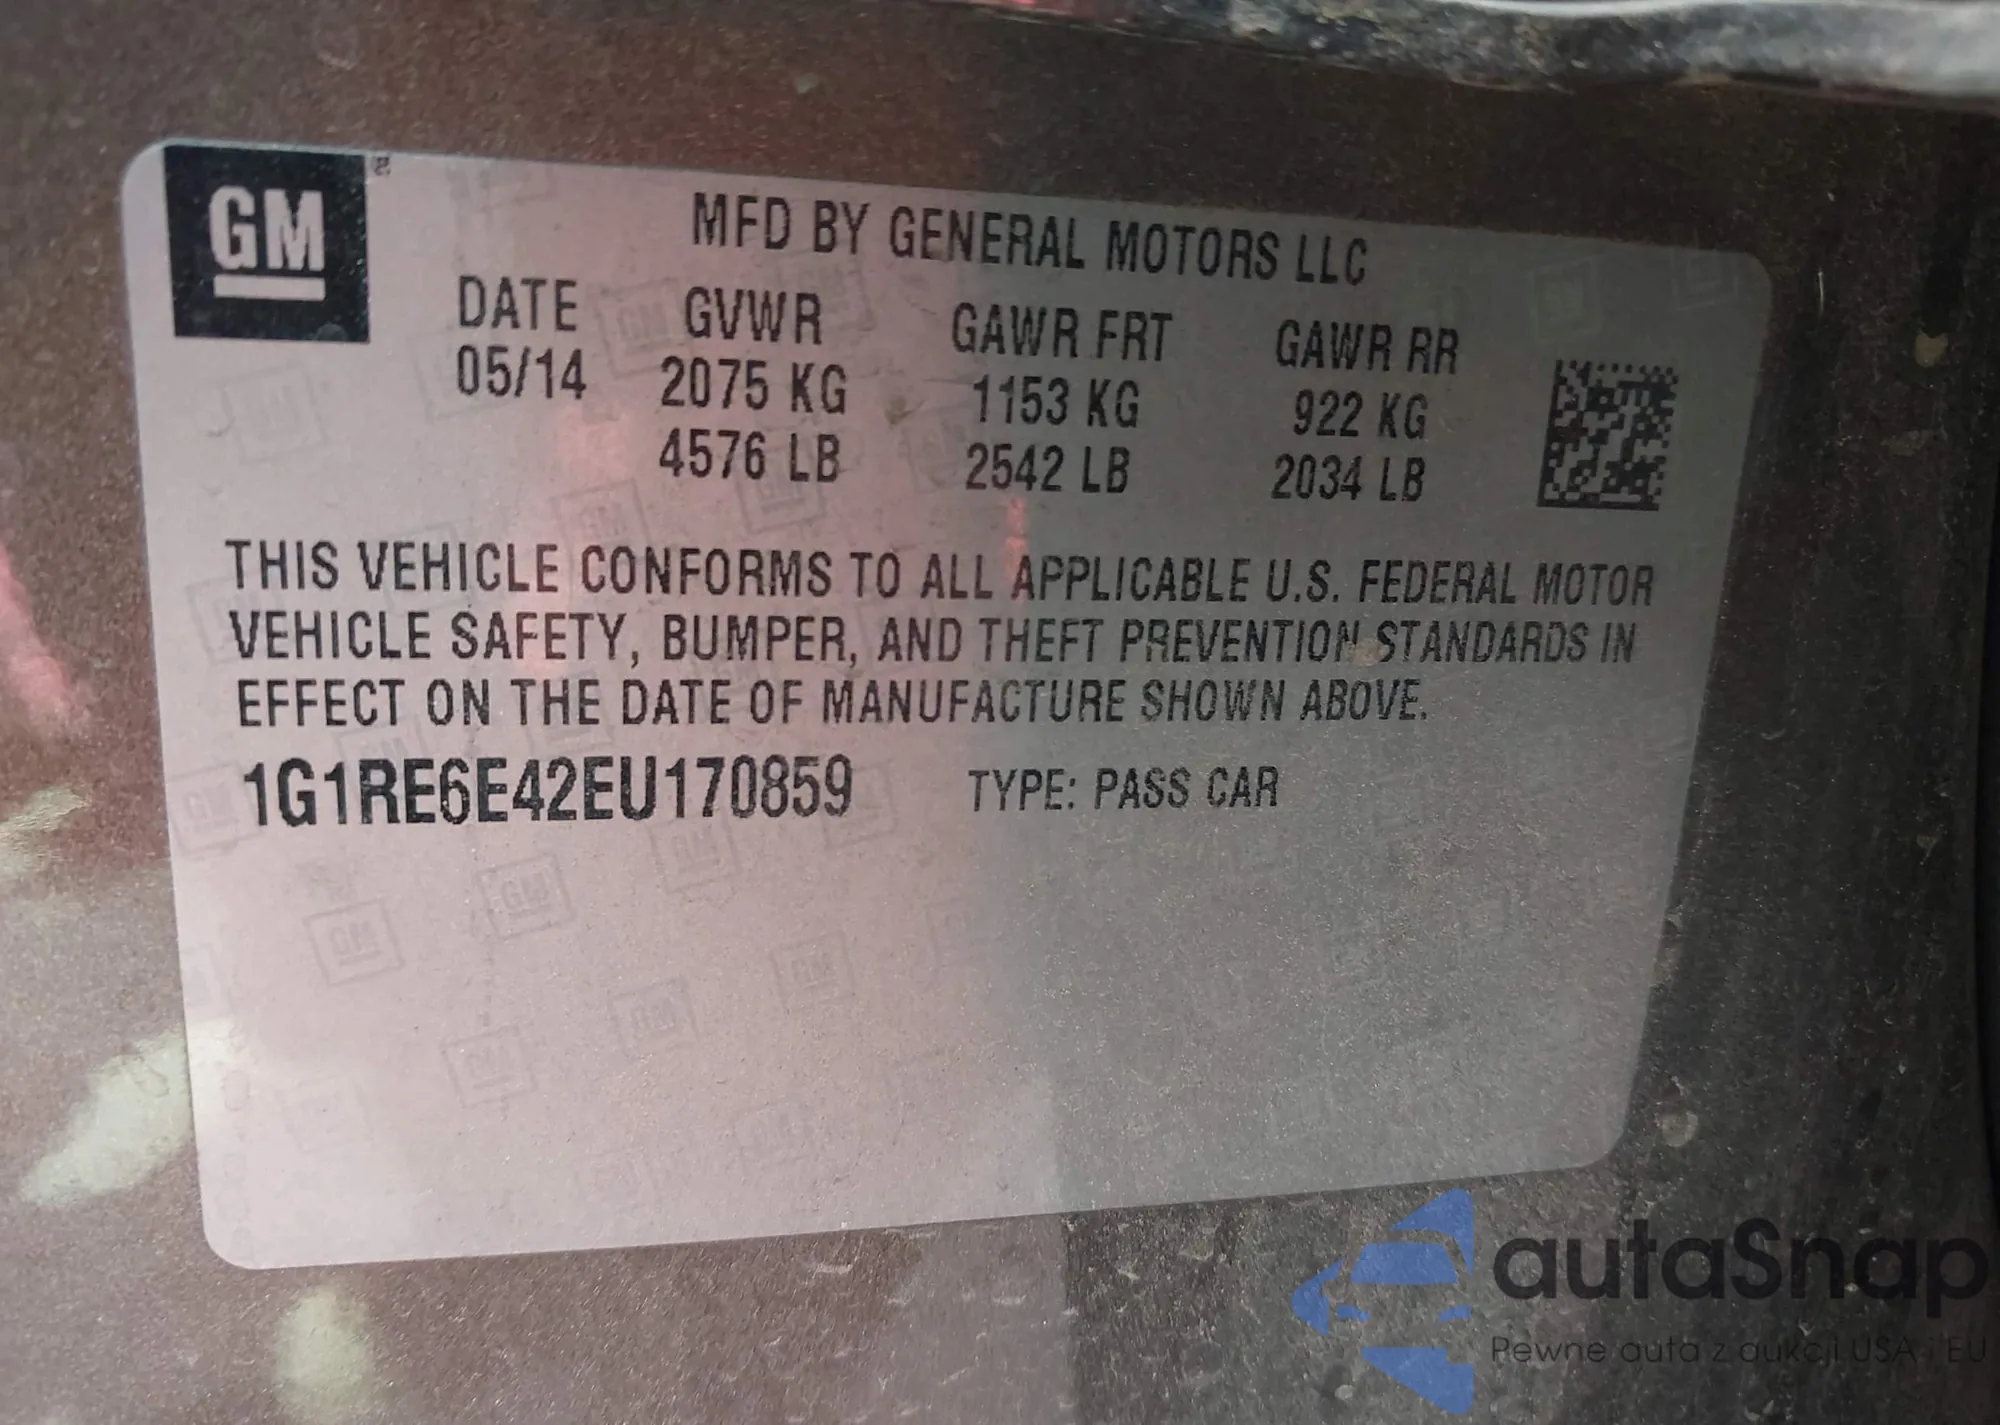 GM
MFD BY GENERAL MOTORS LLC
DATE GVWR GAWR FRT GAWR RR
05/14 2075 KG 1153 KG 922 KG
4576 LB 2542 LB 2034 LB
THIS VEHICLE CONFORMS TO ALL APPLICABLE U.S. FEDERAL MOTOR
VEHICLE SAFETY, BUMPER, AND THEFT PREVENTION STANDARDS IN
EFFECT ON THE DATE OF MANUFACTURE SHOWN ABOVE.
1G1RE6E42EU170859 TYPE: PASS CAR
autaSnap
Pewne auta z aukcji USA i EU